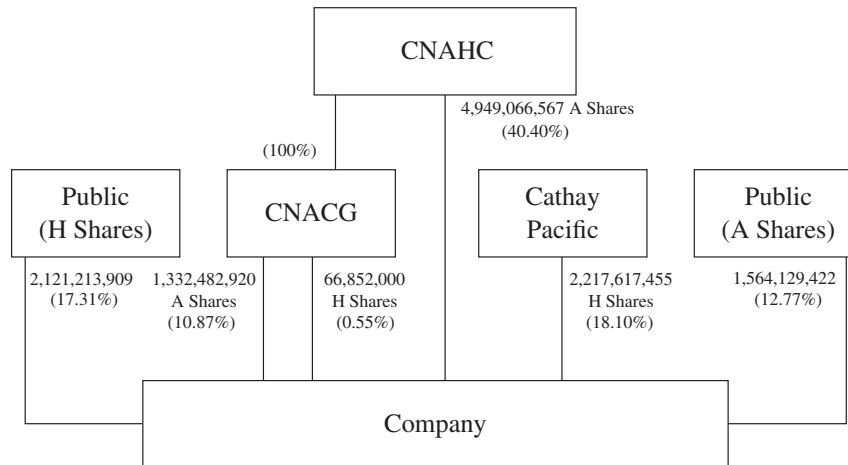 CNAHC
4,949,066,567 A Shares
(40.40%)
(100%)
Public
(H Shares)
CNACG
Cathay
Pacific
Public
(A Shares)
2,121,213,909
(17.31%)
1,332,482,920
A Shares
(10.87%)
66,852,000
H Shares
(0.55%)
2,217,617,455
H Shares
(18.10%)
1,564,129,422
(12.77%)
Company